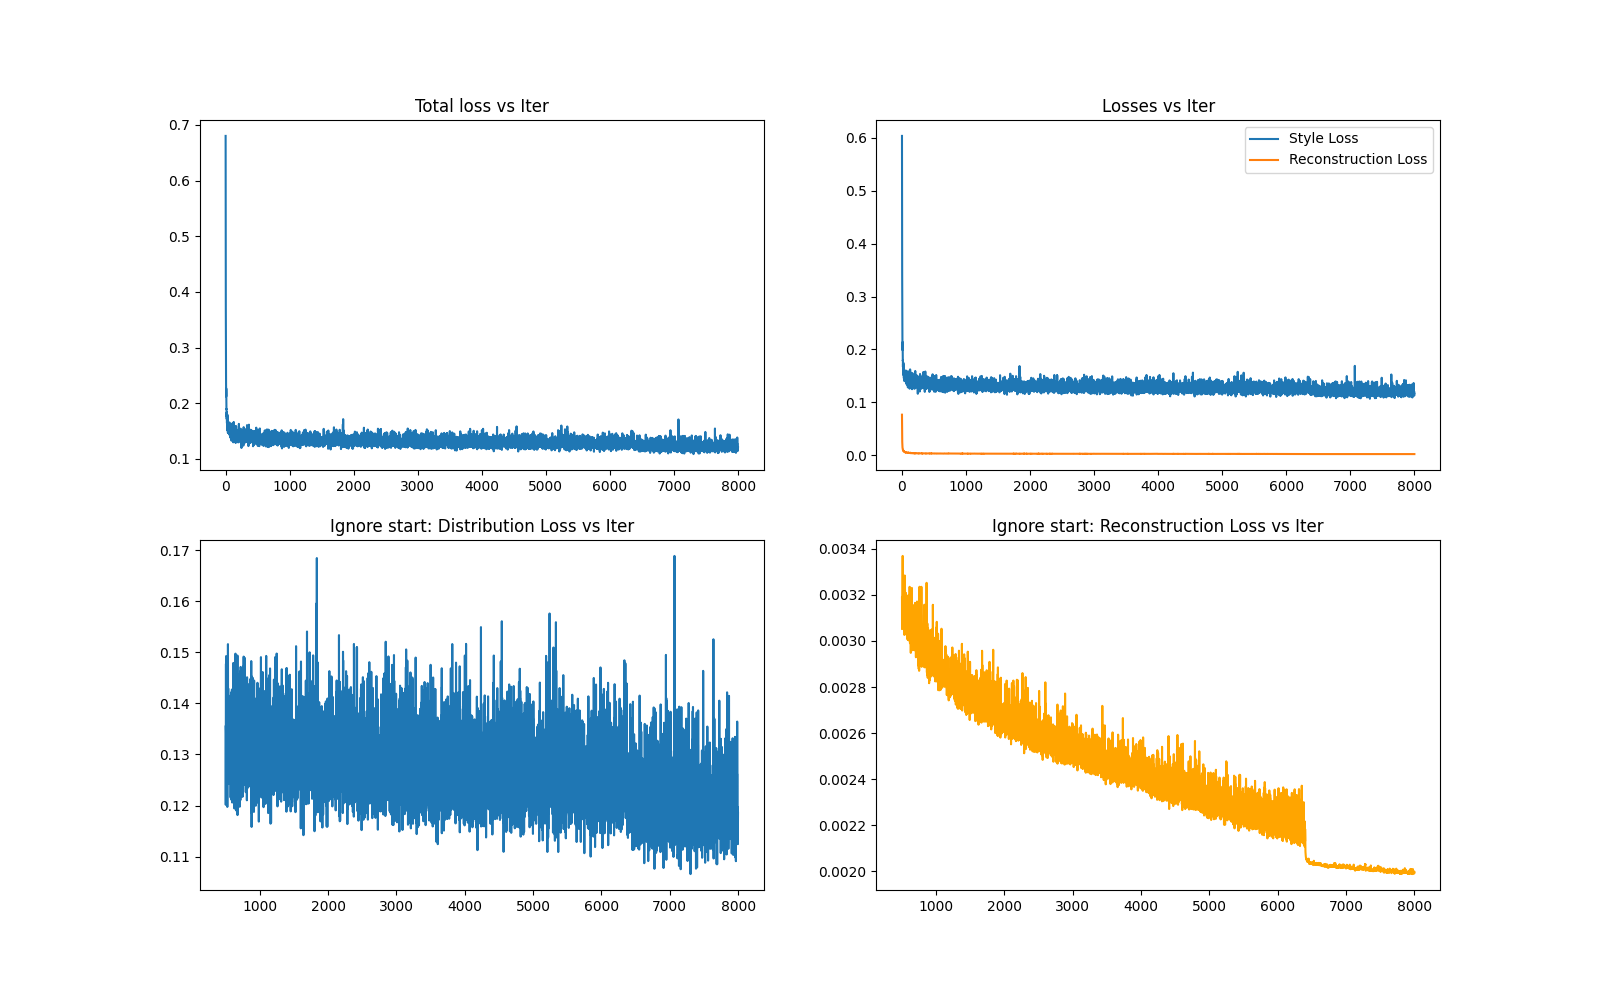 Total loss vs Iter
0.7
0.6
0.5
0.4
0.3
0.2
0.1
0 1000 2000 3000 4000 5000 6000 7000 8000
Losses vs Iter
Style Loss
Reconstruction Loss
0.6
0.5
0.4
0.3
0.2
0.1
0.0
0 1000 2000 3000 4000 5000 6000 7000 8000
Ignore start: Distribution Loss vs Iter
0.17
0.16
0.15
0.14
0.13
0.12
0.11
1000 2000 3000 4000 5000 6000 7000 8000
Ignore start: Reconstruction Loss vs Iter
0.0034
0.0032
0.0030
0.0028
0.0026
0.0024
0.0022
0.0020
1000 2000 3000 4000 5000 6000 7000 8000